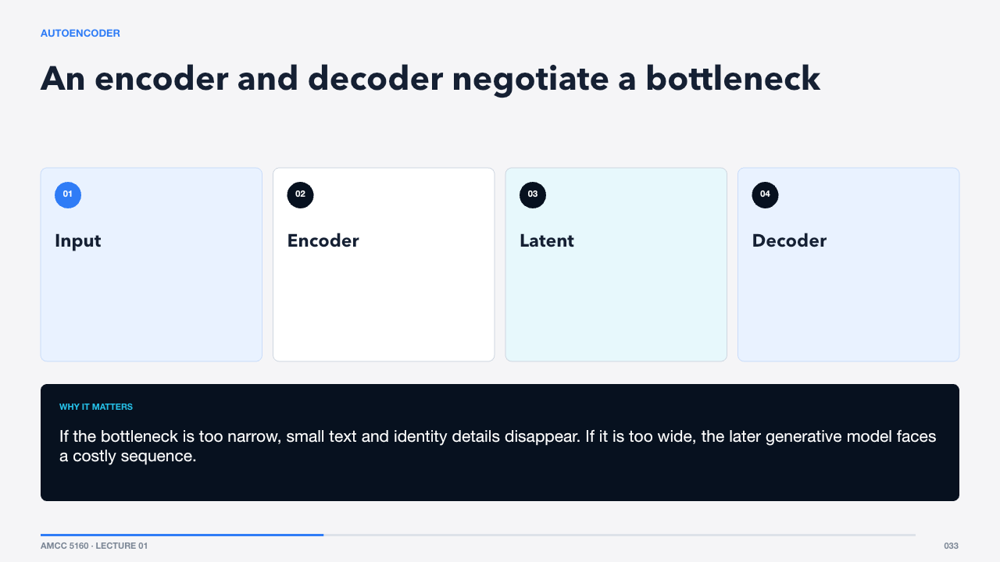 AUTOENCODER
An encoder and decoder negotiate a bottleneck
01
Input
02
Encoder
03
Latent
04
Decoder
WHY IT MATTERS
If the bottleneck is too narrow, small text and identity details disappear. If it is too wide, the later generative model faces
a costly sequence.
AMCC 5160 · LECTURE 01
033